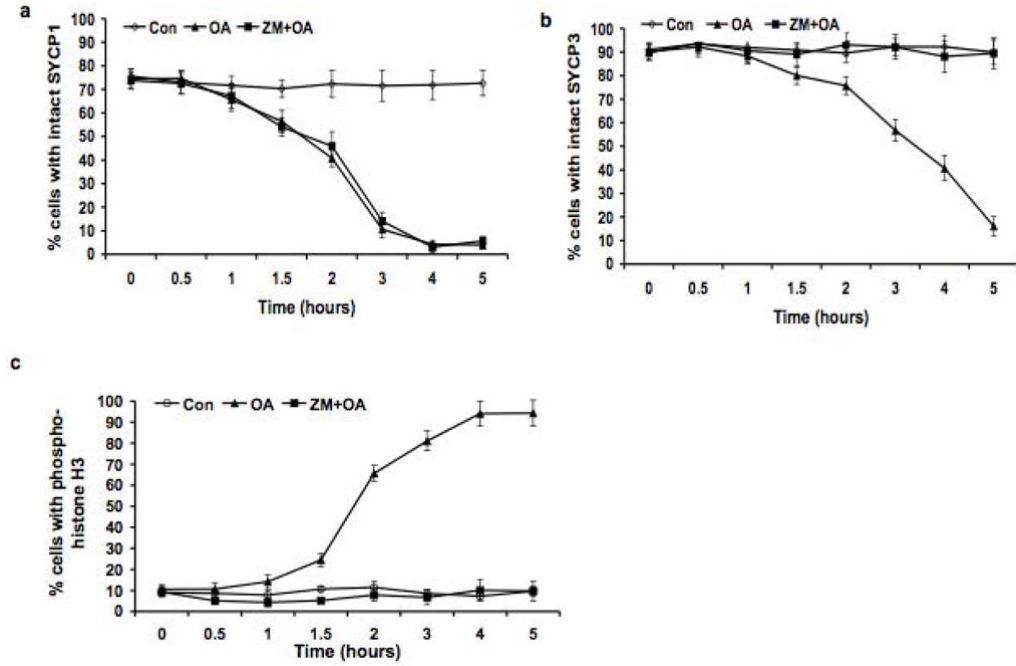 a
Con OA ZM+OA
% cells with intact SYCP1
100
90
80
70
60
50
40
30
20
10
0
0 0.5 1 1.5 2 3 4 5
Time (hours)
b
Con OA ZM+OA
% cells with intact SYCP3
100
90
80
70
60
50
40
30
20
10
0
0 0.5 1 1.5 2 3 4 5
Time (hours)
c
Con OA ZM+OA
% cells with phospho-
histone H3
100
90
80
70
60
50
40
30
20
10
0
0 0.5 1 1.5 2 3 4 5
Time (hours)